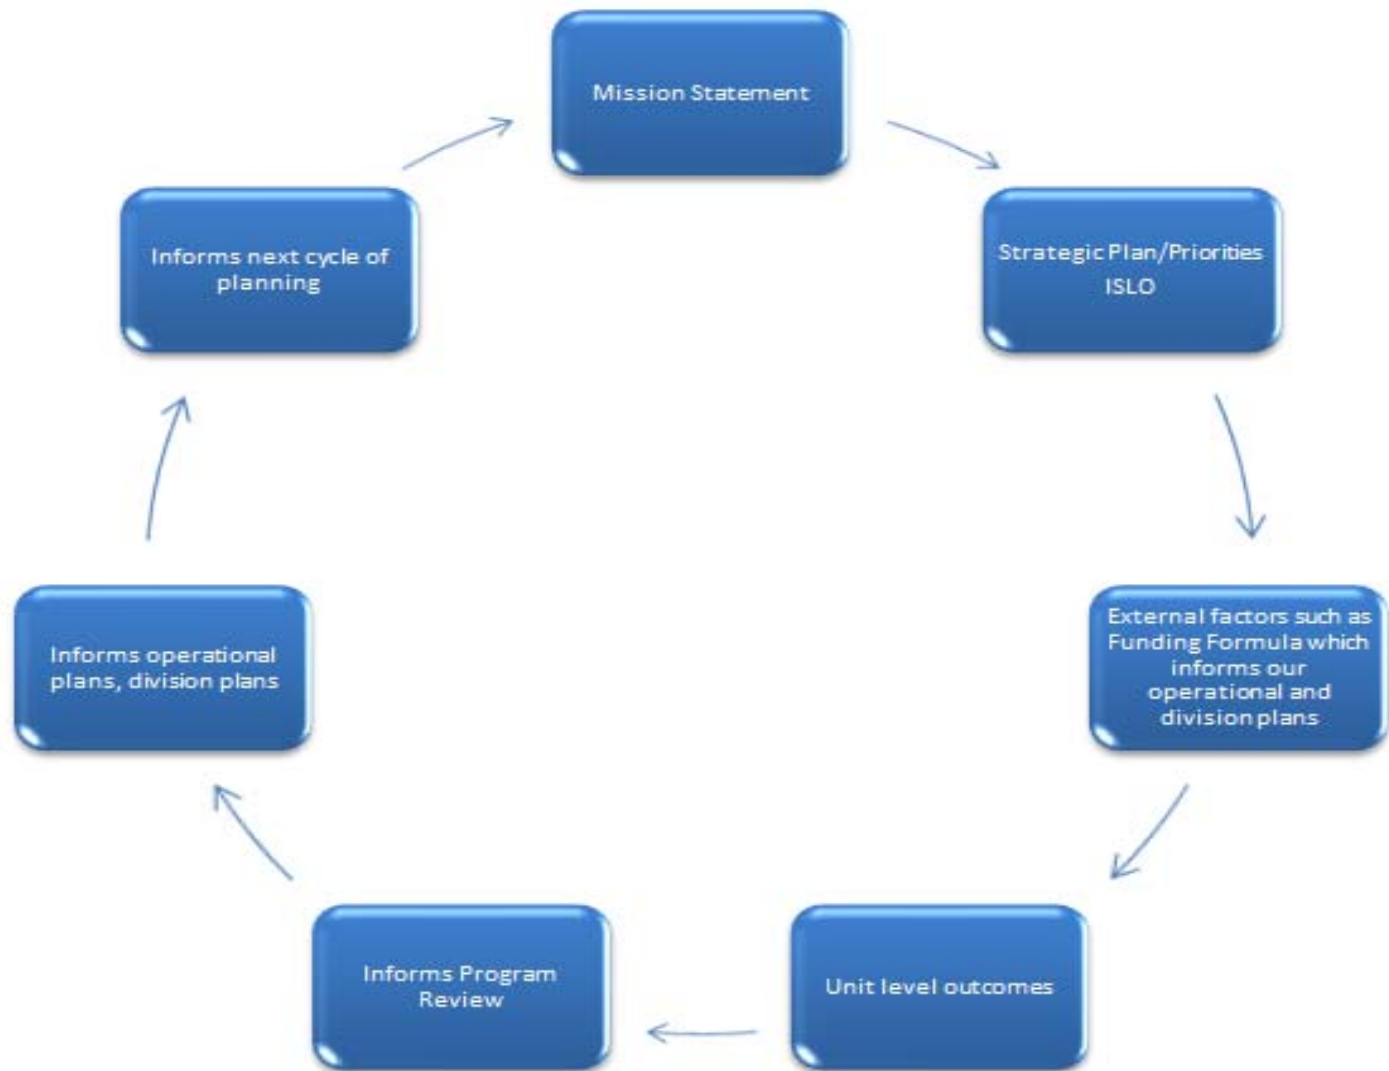 Mission Statement
Strategic Plan/Priorities
ISLO
External factors such as
Funding Formula which
informs our
operational and
division plans
Unit level outcomes
Informs Program
Review
Informs operational
plans, division plans
Informs next cycle of
planning